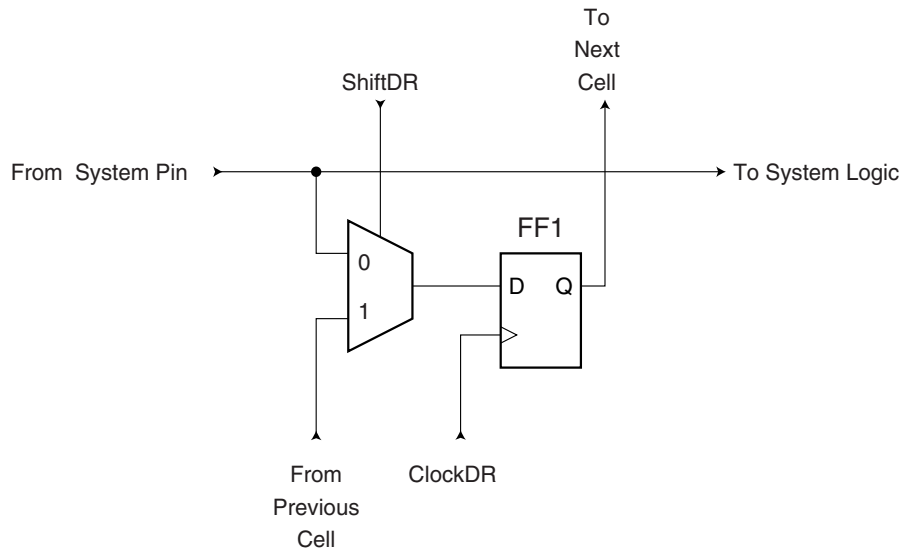 To
Next
Cell
ShiftDR
From System Pin
To System Logic
FF1
0
D Q
1
From
Previous
Cell
ClockDR